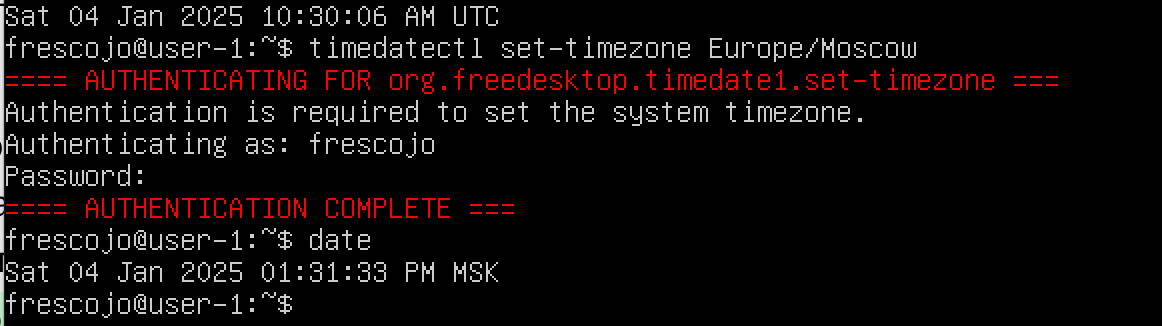 Sat 04 Jan 2025 10:30:06 AM UTC
frescojo@user-1:~$ timedatectl set-timezone Europe/Moscow
==== AUTHENTICATING FOR org.freedesktop.timedate1.set-timezone ===
Authentication is required to set the system timezone.
Authenticating as: frescojo
Password:
==== AUTHENTICATION COMPLETE ===
frescojo@user-1:~$ date
Sat 04 Jan 2025 01:31:33 PM MSK
frescojo@user-1:~$